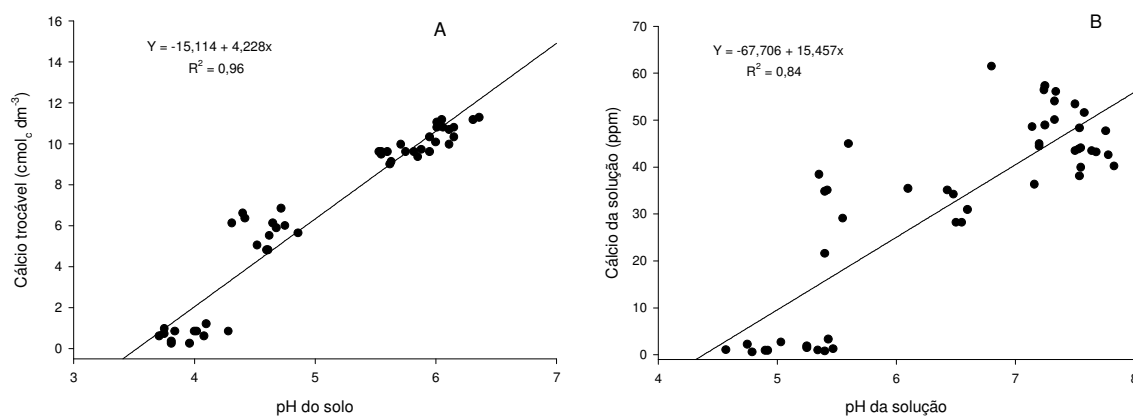 A
Y = -15,114 + 4,228x
R² = 0,96
16
14
12
10
8
6
4
2
0
Cálcio trocável (cmolc dm-3)
3 4 5 6 7
pH do solo
B
Y = -67,706 + 15,457x
R² = 0,84
70
60
50
40
30
20
10
0
Cálcio da solução (ppm)
4 5 6 7 8
pH da solução